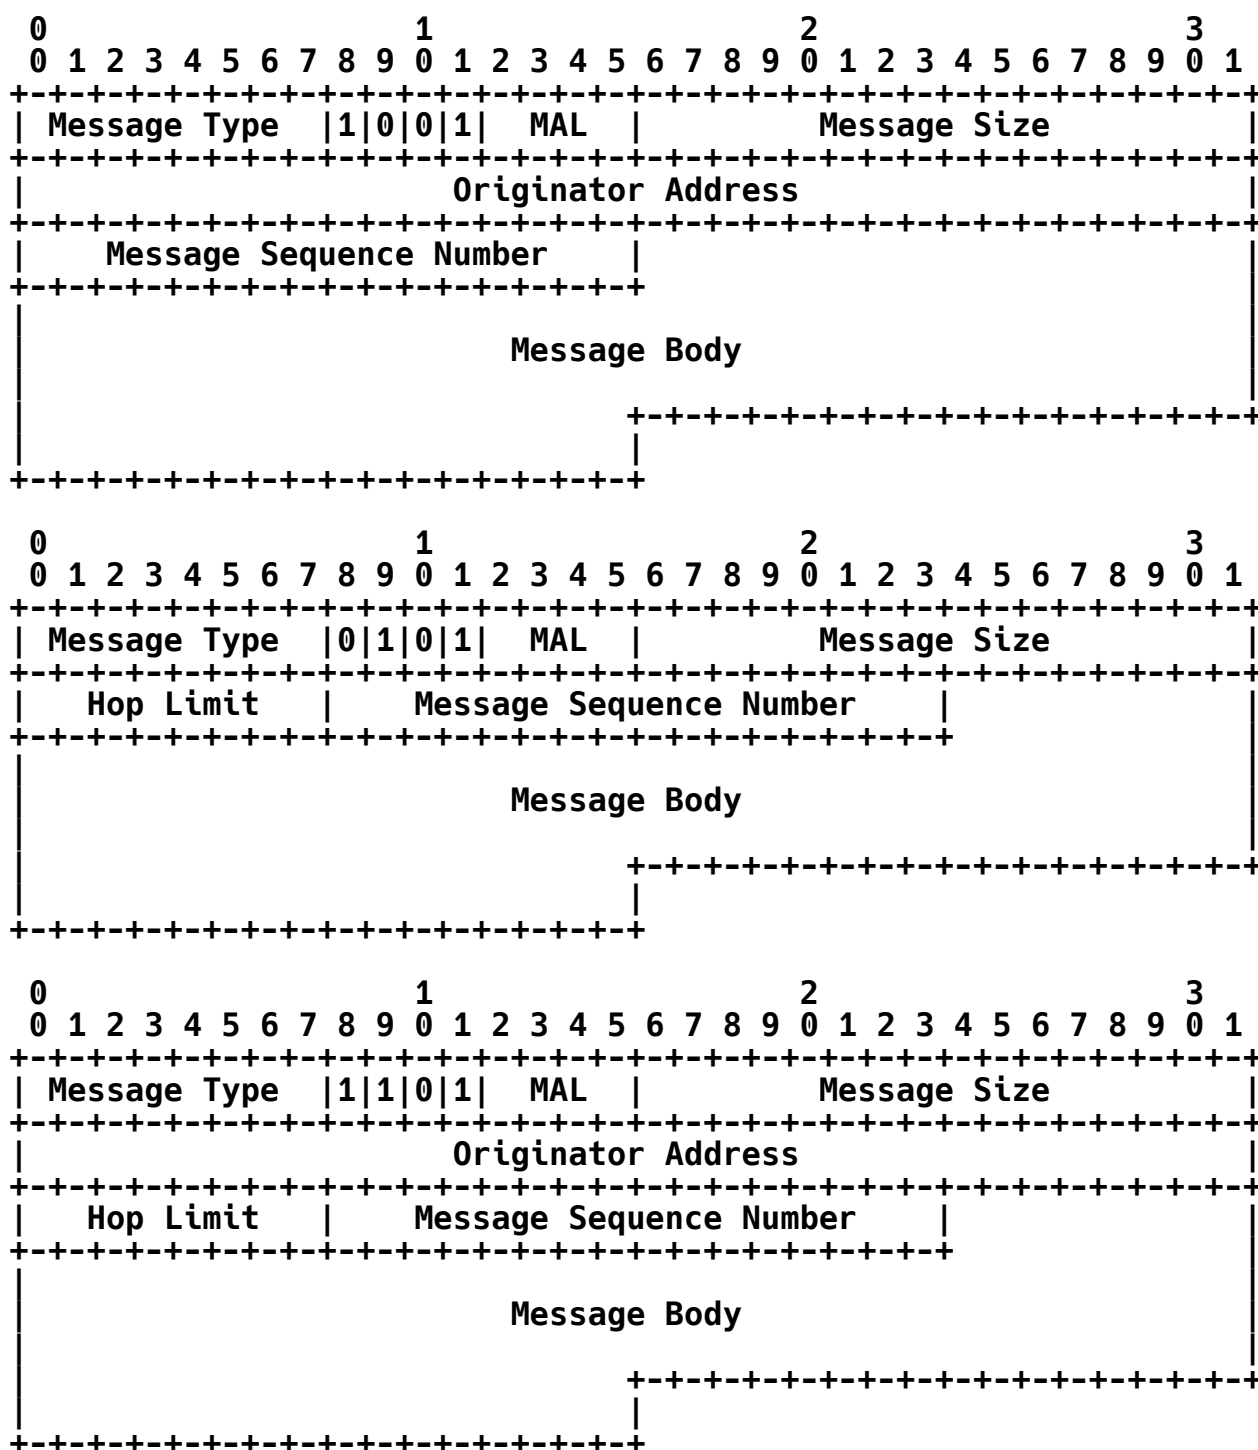 0                   1                   2                   3
 0 1 2 3 4 5 6 7 8 9 0 1 2 3 4 5 6 7 8 9 0 1 2 3 4 5 6 7 8 9 0 1
+-+-+-+-+-+-+-+-+-+-+-+-+-+-+-+-+-+-+-+-+-+-+-+-+-+-+-+-+-+-+-+-+
| Message Type  |1|0|0|1|  MAL  |         Message Size          |
+-+-+-+-+-+-+-+-+-+-+-+-+-+-+-+-+-+-+-+-+-+-+-+-+-+-+-+-+-+-+-+-+
|                      Originator Address                       |
+-+-+-+-+-+-+-+-+-+-+-+-+-+-+-+-+-+-+-+-+-+-+-+-+-+-+-+-+-+-+-+-+
|    Message Sequence Number    |                               |
+-+-+-+-+-+-+-+-+-+-+-+-+-+-+-+-+                               |
|                                                               |
|                         Message Body                          |
|                                                               |
|                               +-+-+-+-+-+-+-+-+-+-+-+-+-+-+-+-+
|                               |
+-+-+-+-+-+-+-+-+-+-+-+-+-+-+-+-+

 0                   1                   2                   3
 0 1 2 3 4 5 6 7 8 9 0 1 2 3 4 5 6 7 8 9 0 1 2 3 4 5 6 7 8 9 0 1
+-+-+-+-+-+-+-+-+-+-+-+-+-+-+-+-+-+-+-+-+-+-+-+-+-+-+-+-+-+-+-+-+
| Message Type  |0|1|0|1|  MAL  |         Message Size          |
+-+-+-+-+-+-+-+-+-+-+-+-+-+-+-+-+-+-+-+-+-+-+-+-+-+-+-+-+-+-+-+-+
|   Hop Limit   |    Message Sequence Number    |               |
+-+-+-+-+-+-+-+-+-+-+-+-+-+-+-+-+-+-+-+-+-+-+-+-+               |
|                                                               |
|                         Message Body                          |
|                                                               |
|                               +-+-+-+-+-+-+-+-+-+-+-+-+-+-+-+-+
|                               |
+-+-+-+-+-+-+-+-+-+-+-+-+-+-+-+-+

 0                   1                   2                   3
 0 1 2 3 4 5 6 7 8 9 0 1 2 3 4 5 6 7 8 9 0 1 2 3 4 5 6 7 8 9 0 1
+-+-+-+-+-+-+-+-+-+-+-+-+-+-+-+-+-+-+-+-+-+-+-+-+-+-+-+-+-+-+-+-+
| Message Type  |1|1|0|1|  MAL  |         Message Size          |
+-+-+-+-+-+-+-+-+-+-+-+-+-+-+-+-+-+-+-+-+-+-+-+-+-+-+-+-+-+-+-+-+
|                      Originator Address                       |
+-+-+-+-+-+-+-+-+-+-+-+-+-+-+-+-+-+-+-+-+-+-+-+-+-+-+-+-+-+-+-+-+
|   Hop Limit   |    Message Sequence Number    |               |
+-+-+-+-+-+-+-+-+-+-+-+-+-+-+-+-+-+-+-+-+-+-+-+-+               |
|                                                               |
|                         Message Body                          |
|                                                               |
|                               +-+-+-+-+-+-+-+-+-+-+-+-+-+-+-+-+
|                               |
+-+-+-+-+-+-+-+-+-+-+-+-+-+-+-+-+